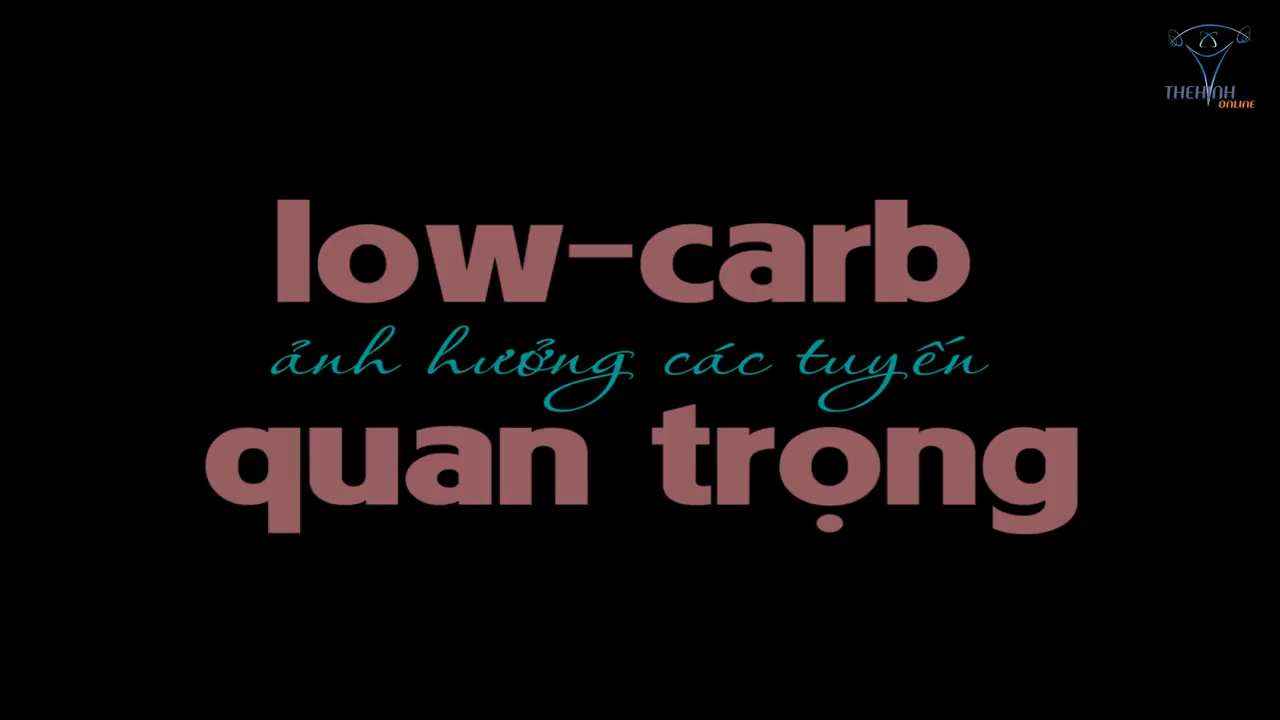 THEHINH
ONLINE
low-carb
ảnh hưởng các tuyến
quan trọng